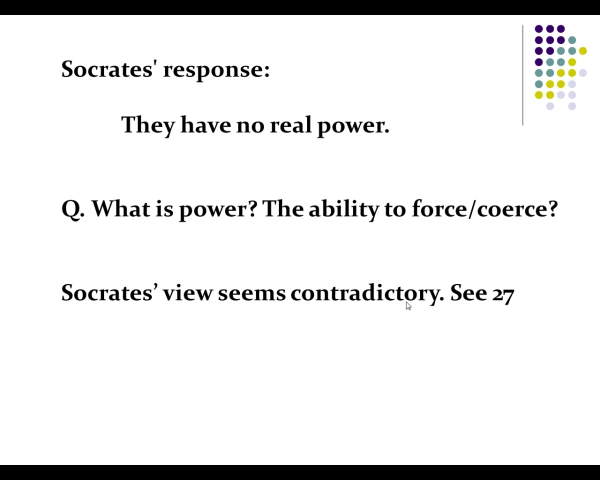 Socrates' response:
They have no real power.
Q. What is power? The ability to force/coerce?
Socrates’ view seems contradictory. See 27